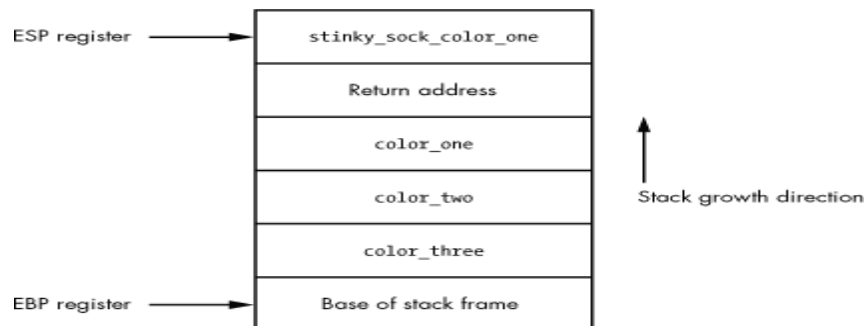 ESP register
stinky_sock_color_one
Return address
color_one
color_two
Stack growth direction
color_three
EBP register
Base of stack frame